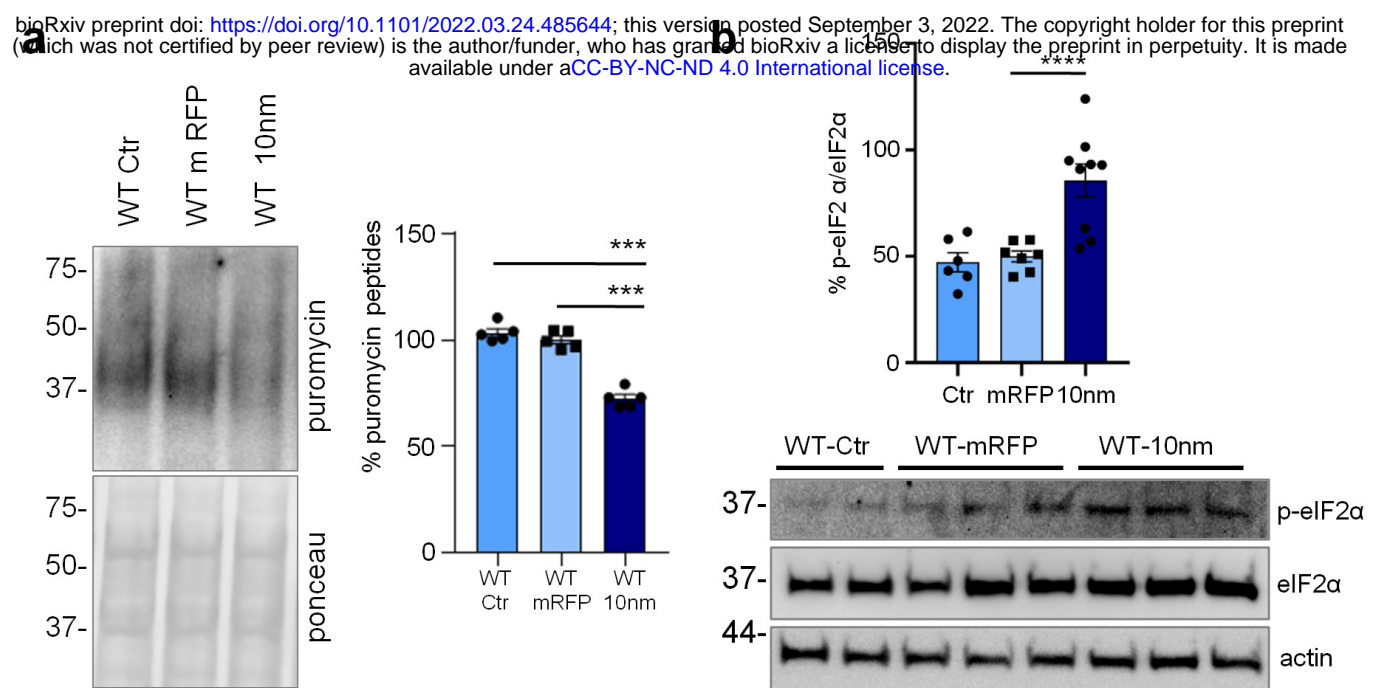 bioRxiv preprint doi: https://doi.org/10.1101/2022.03.24.485644; this version posted September 3, 2022. The copyright holder for this preprint
(which was not certified by peer review) is the author/funder, who has granted bioRxiv a license to display the preprint in perpetuity. It is made
available under aCC-BY-NC-ND 4.0 International license.
a
WT Ctr
WT m RFP
WT 10nm
75-
50-
37-
puromycin
75-
50-
37-
ponceau
% puromycin peptides
150
100
50
0
***
***
WT
Ctr
WT
mRFP
WT
10nm
b
% p-eIF2 α/eIF2α
150
100
50
0
****
Ctr
mRFP
10nm
WT-Ctr
WT-mRFP
WT-10nm
37-
p-eIF2α
37-
eIF2α
44-
actin